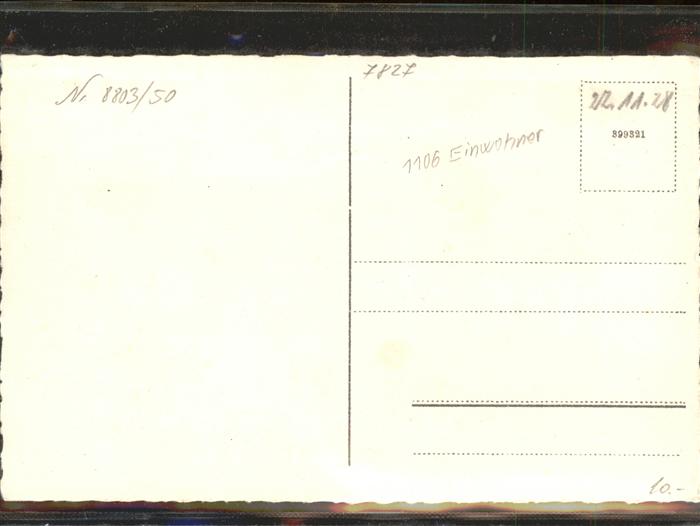 7827
Nr. 8803/50
22.11.28
399321
1106 Einwohner
10.-